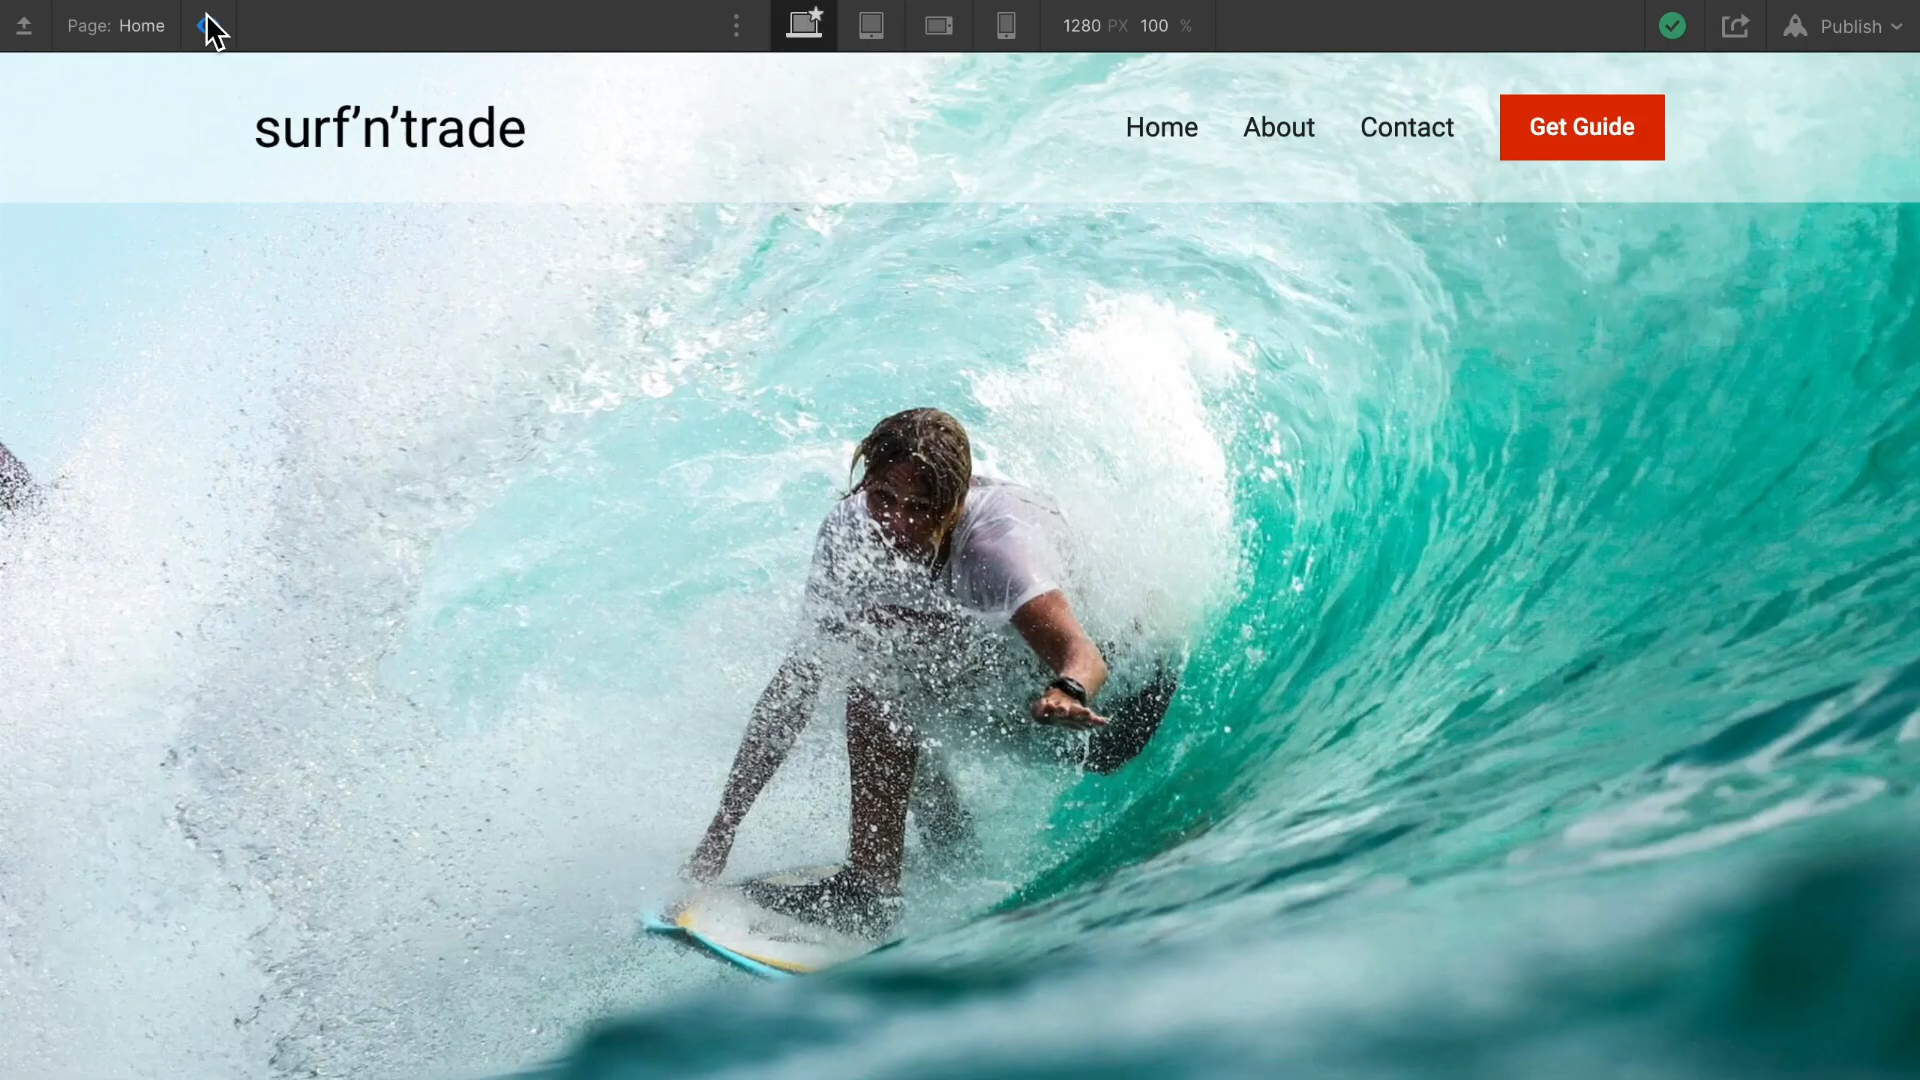 Page: Home
1280 PX 100 %
Publish
surf’n’trade
Home About Contact Get Guide